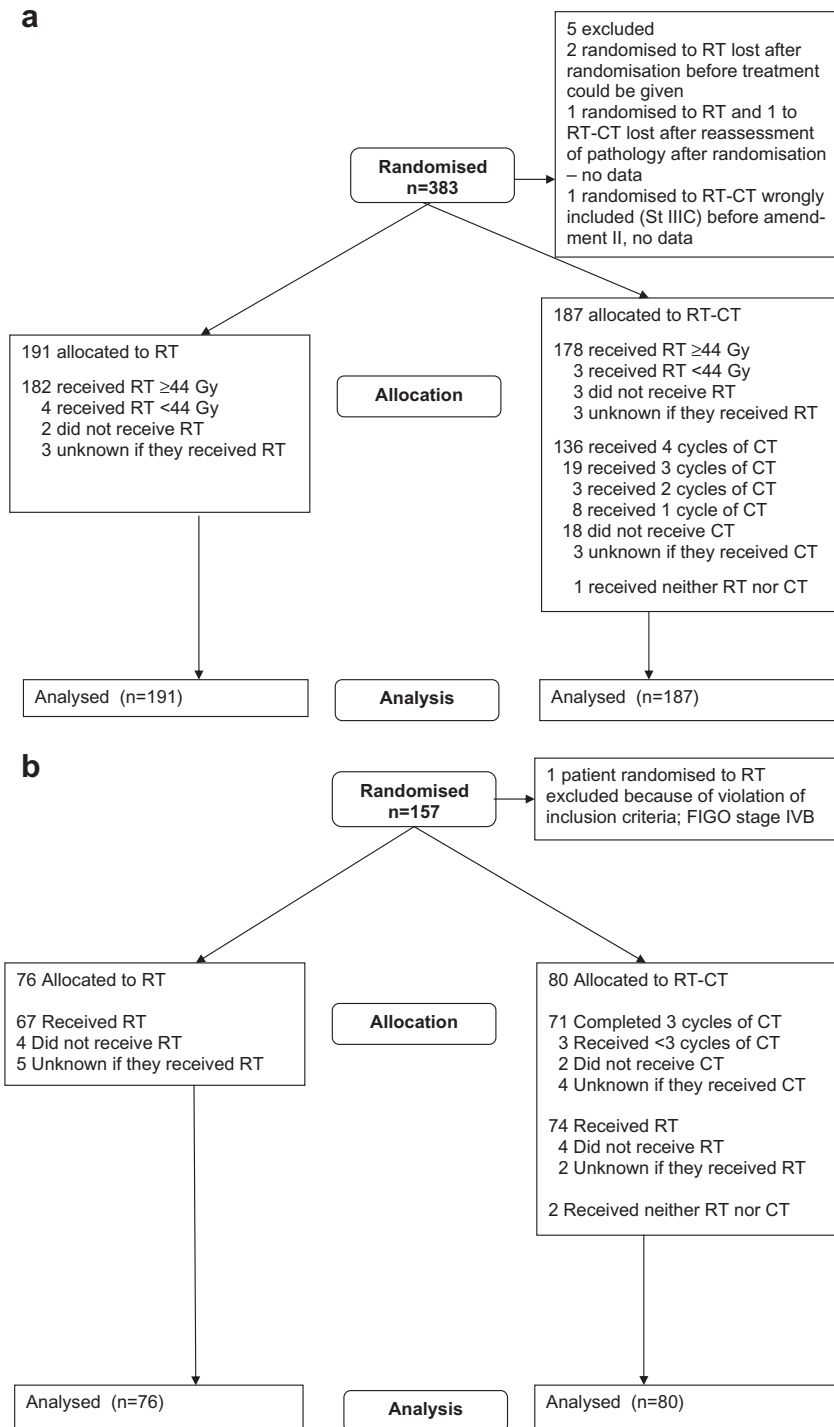 a
5 excluded
2 randomised to RT lost after
randomisation before treatment
could be given
1 randomised to RT and 1 to
RT-CT lost after reassessment
of pathology after randomisation
– no data
1 randomised to RT-CT wrongly
included (St IIIC) before amend-
ment II, no data
Randomised
n=383
191 allocated to RT
182 received RT ≥44 Gy
4 received RT <44 Gy
2 did not receive RT
3 unknown if they received RT
Allocation
187 allocated to RT-CT
178 received RT ≥44 Gy
3 received RT <44 Gy
3 did not receive RT
3 unknown if they received RT
136 received 4 cycles of CT
19 received 3 cycles of CT
3 received 2 cycles of CT
8 received 1 cycle of CT
18 did not receive CT
3 unknown if they received CT
1 received neither RT nor CT
Analysed (n=191)
Analysis
Analysed (n=187)
b
Randomised
n=157
1 patient randomised to RT
excluded because of violation of
inclusion criteria; FIGO stage IVB
76 Allocated to RT
67 Received RT
4 Did not receive RT
5 Unknown if they received RT
Allocation
80 Allocated to RT-CT
71 Completed 3 cycles of CT
3 Received <3 cycles of CT
2 Did not receive CT
4 Unknown if they received CT
74 Received RT
4 Did not receive RT
2 Unknown if they received RT
2 Received neither RT nor CT
Analysed (n=76)
Analysis
Analysed (n=80)